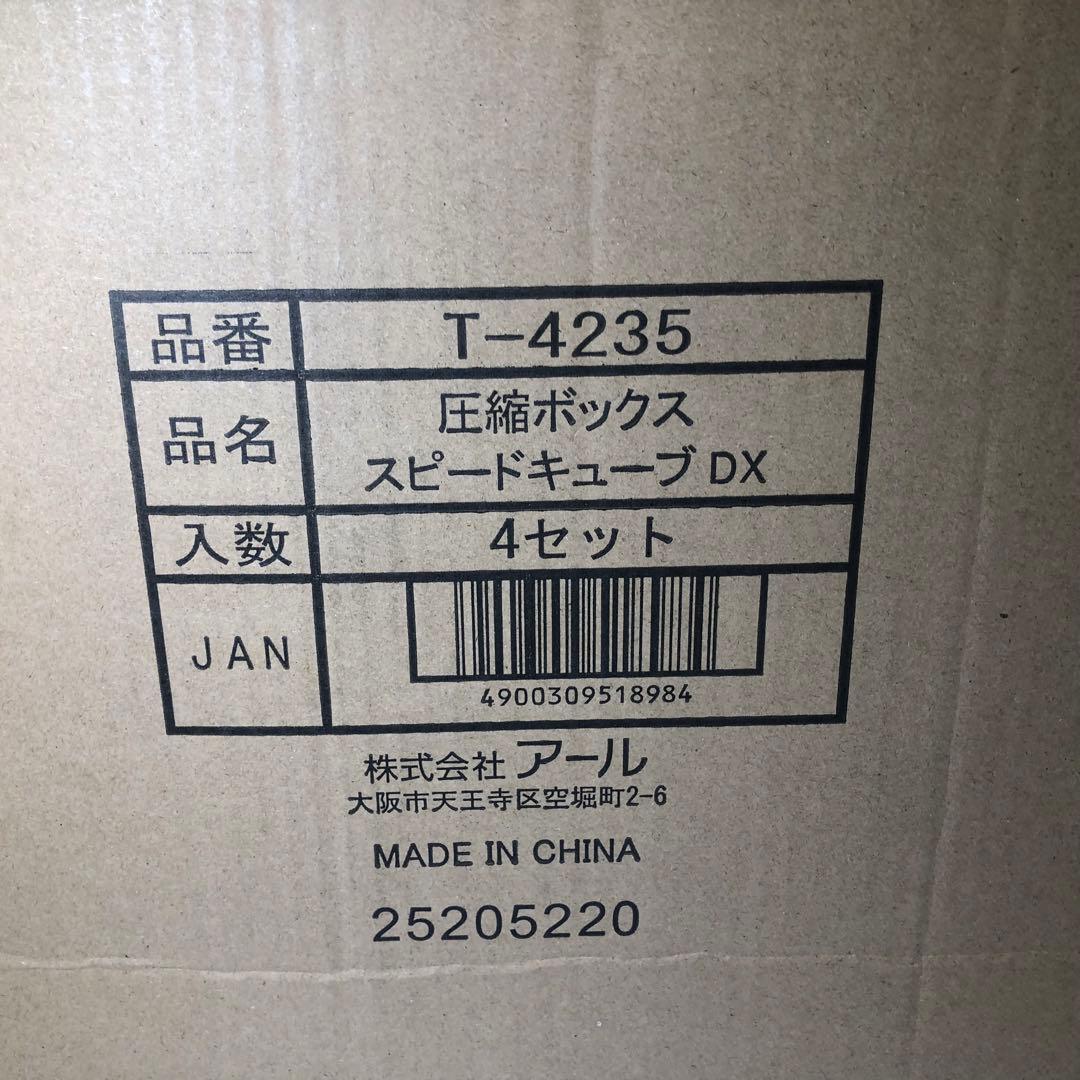 品番 T-4235
品名 圧縮ボックス
スピードキューブ DX
入数 4セット
JAN
4900309518984
株式会社 アール
大阪市天王寺区空堀町2-6
MADE IN CHINA
25205220